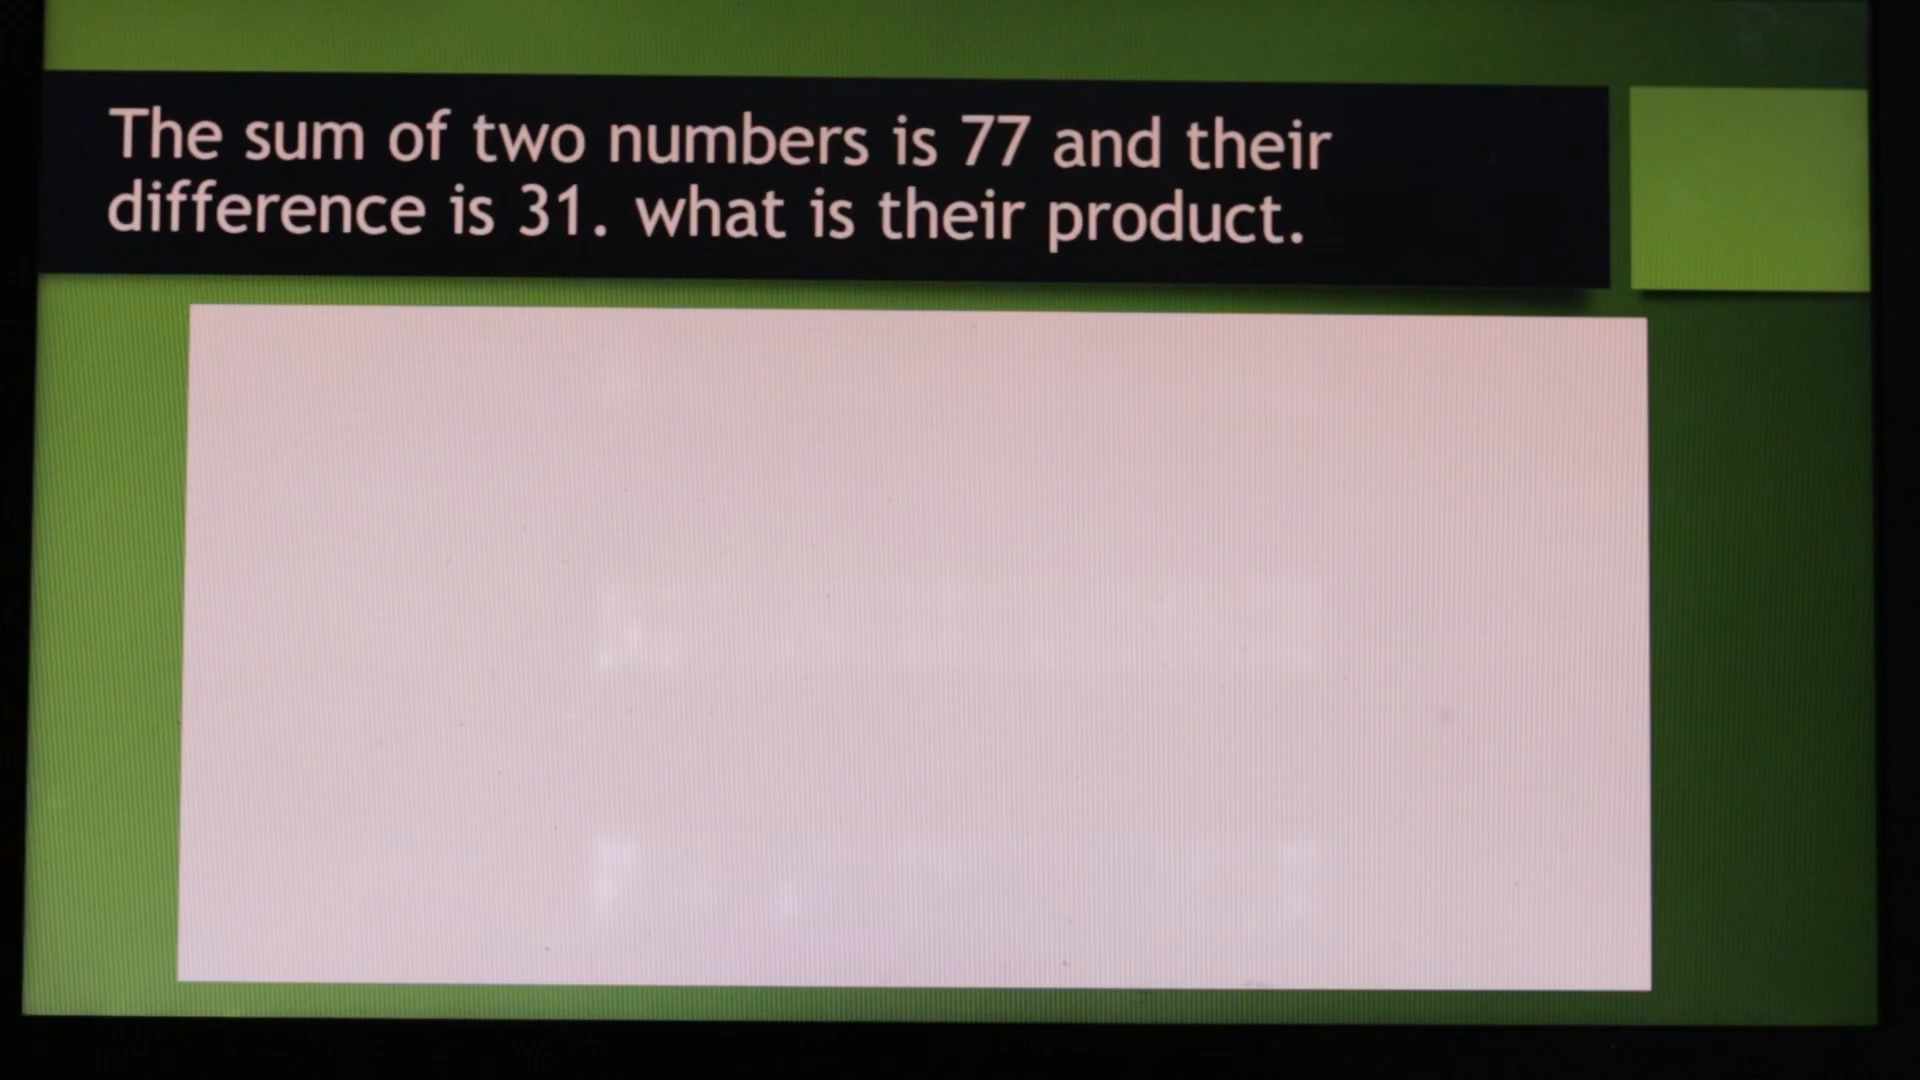 The sum of two numbers is 77 and their
difference is 31. what is their product.